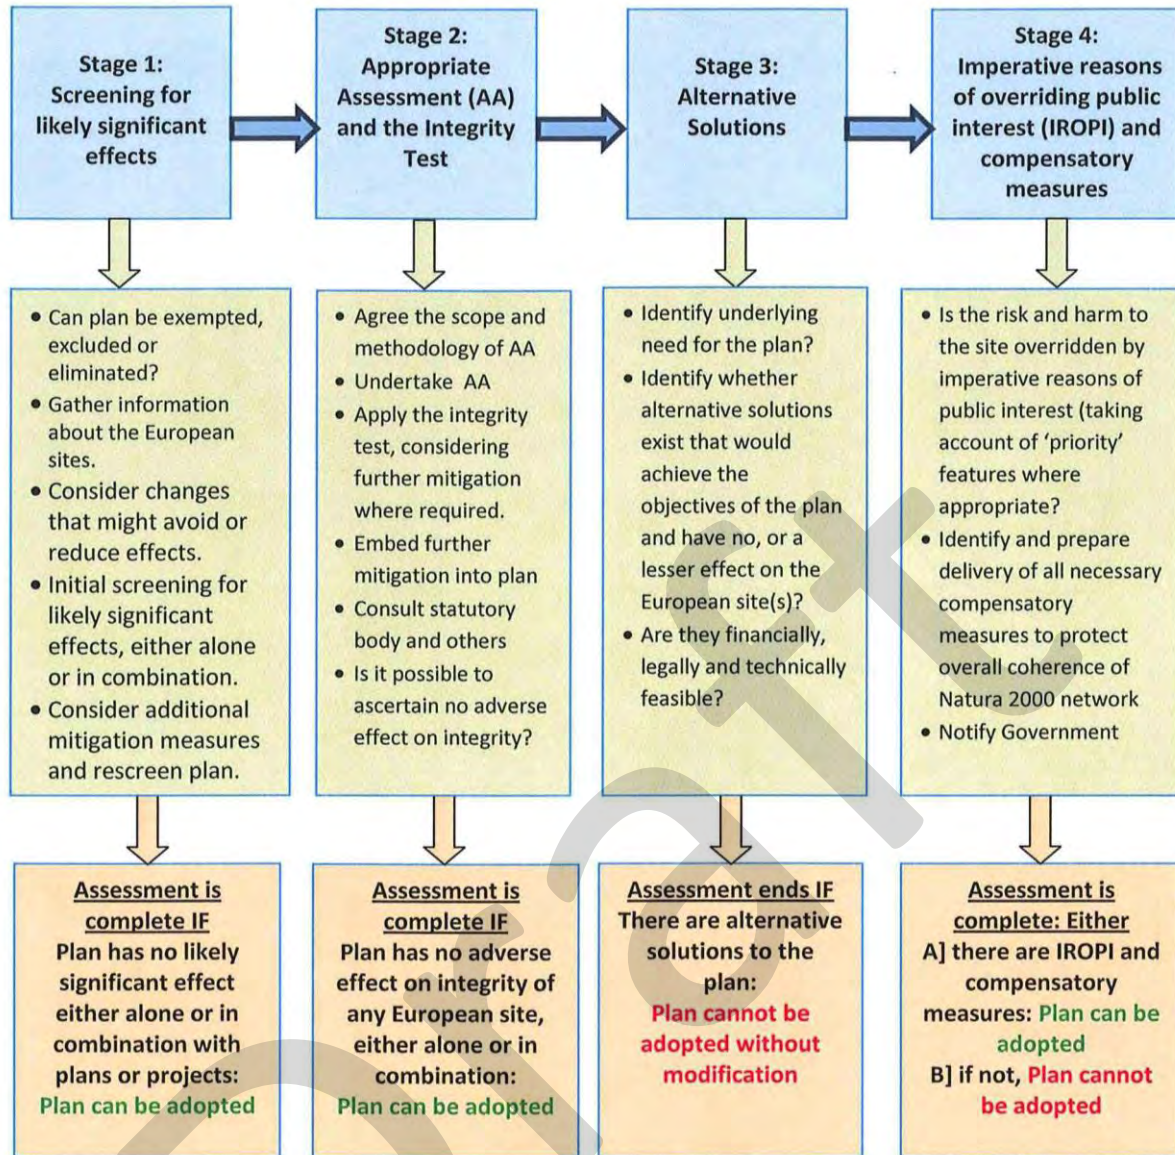 Stage 1:
Screening for
likely significant
effects
Stage 2:
Appropriate
Assessment (AA)
and the Integrity
Test
Stage 3:
Alternative
Solutions
Stage 4:
Imperative reasons
of overriding public
interest (IROPI) and
compensatory
measures
• Can plan be exempted,
excluded or
eliminated?
• Gather information
about the European
sites.
• Consider changes
that might avoid or
reduce effects.
• Initial screening for
likely significant
effects, either alone
or in combination.
• Consider additional
mitigation measures
and rescreen plan.
• Agree the scope and
methodology of AA
• Undertake AA
• Apply the integrity
test, considering
further mitigation
where required.
• Embed further
mitigation into plan
• Consult statutory
body and others
• Is it possible to
ascertain no adverse
effect on integrity?
• Identify underlying
need for the plan?
• Identify whether
alternative solutions
exist that would
achieve the
objectives of the plan
and have no, or a
lesser effect on the
European site(s)?
• Are they financially,
legally and technically
feasible?
• Is the risk and harm to
the site overridden by
imperative reasons of
public interest (taking
account of ‘priority’
features where
appropriate?
• Identify and prepare
delivery of all necessary
compensatory
measures to protect
overall coherence of
Natura 2000 network
• Notify Government
Assessment is
complete IF
Plan has no likely
significant effect
either alone or in
combination with
plans or projects:
Plan can be adopted
Assessment is
complete IF
Plan has no adverse
effect on integrity of
any European site,
either alone or in
combination:
Plan can be adopted
Assessment ends IF
There are alternative
solutions to the
plan:
Plan cannot be
adopted without
modification
Assessment is
complete: Either
A] there are IROPI and
compensatory
measures: Plan can be
adopted
B] if not, Plan cannot
be adopted
Draft